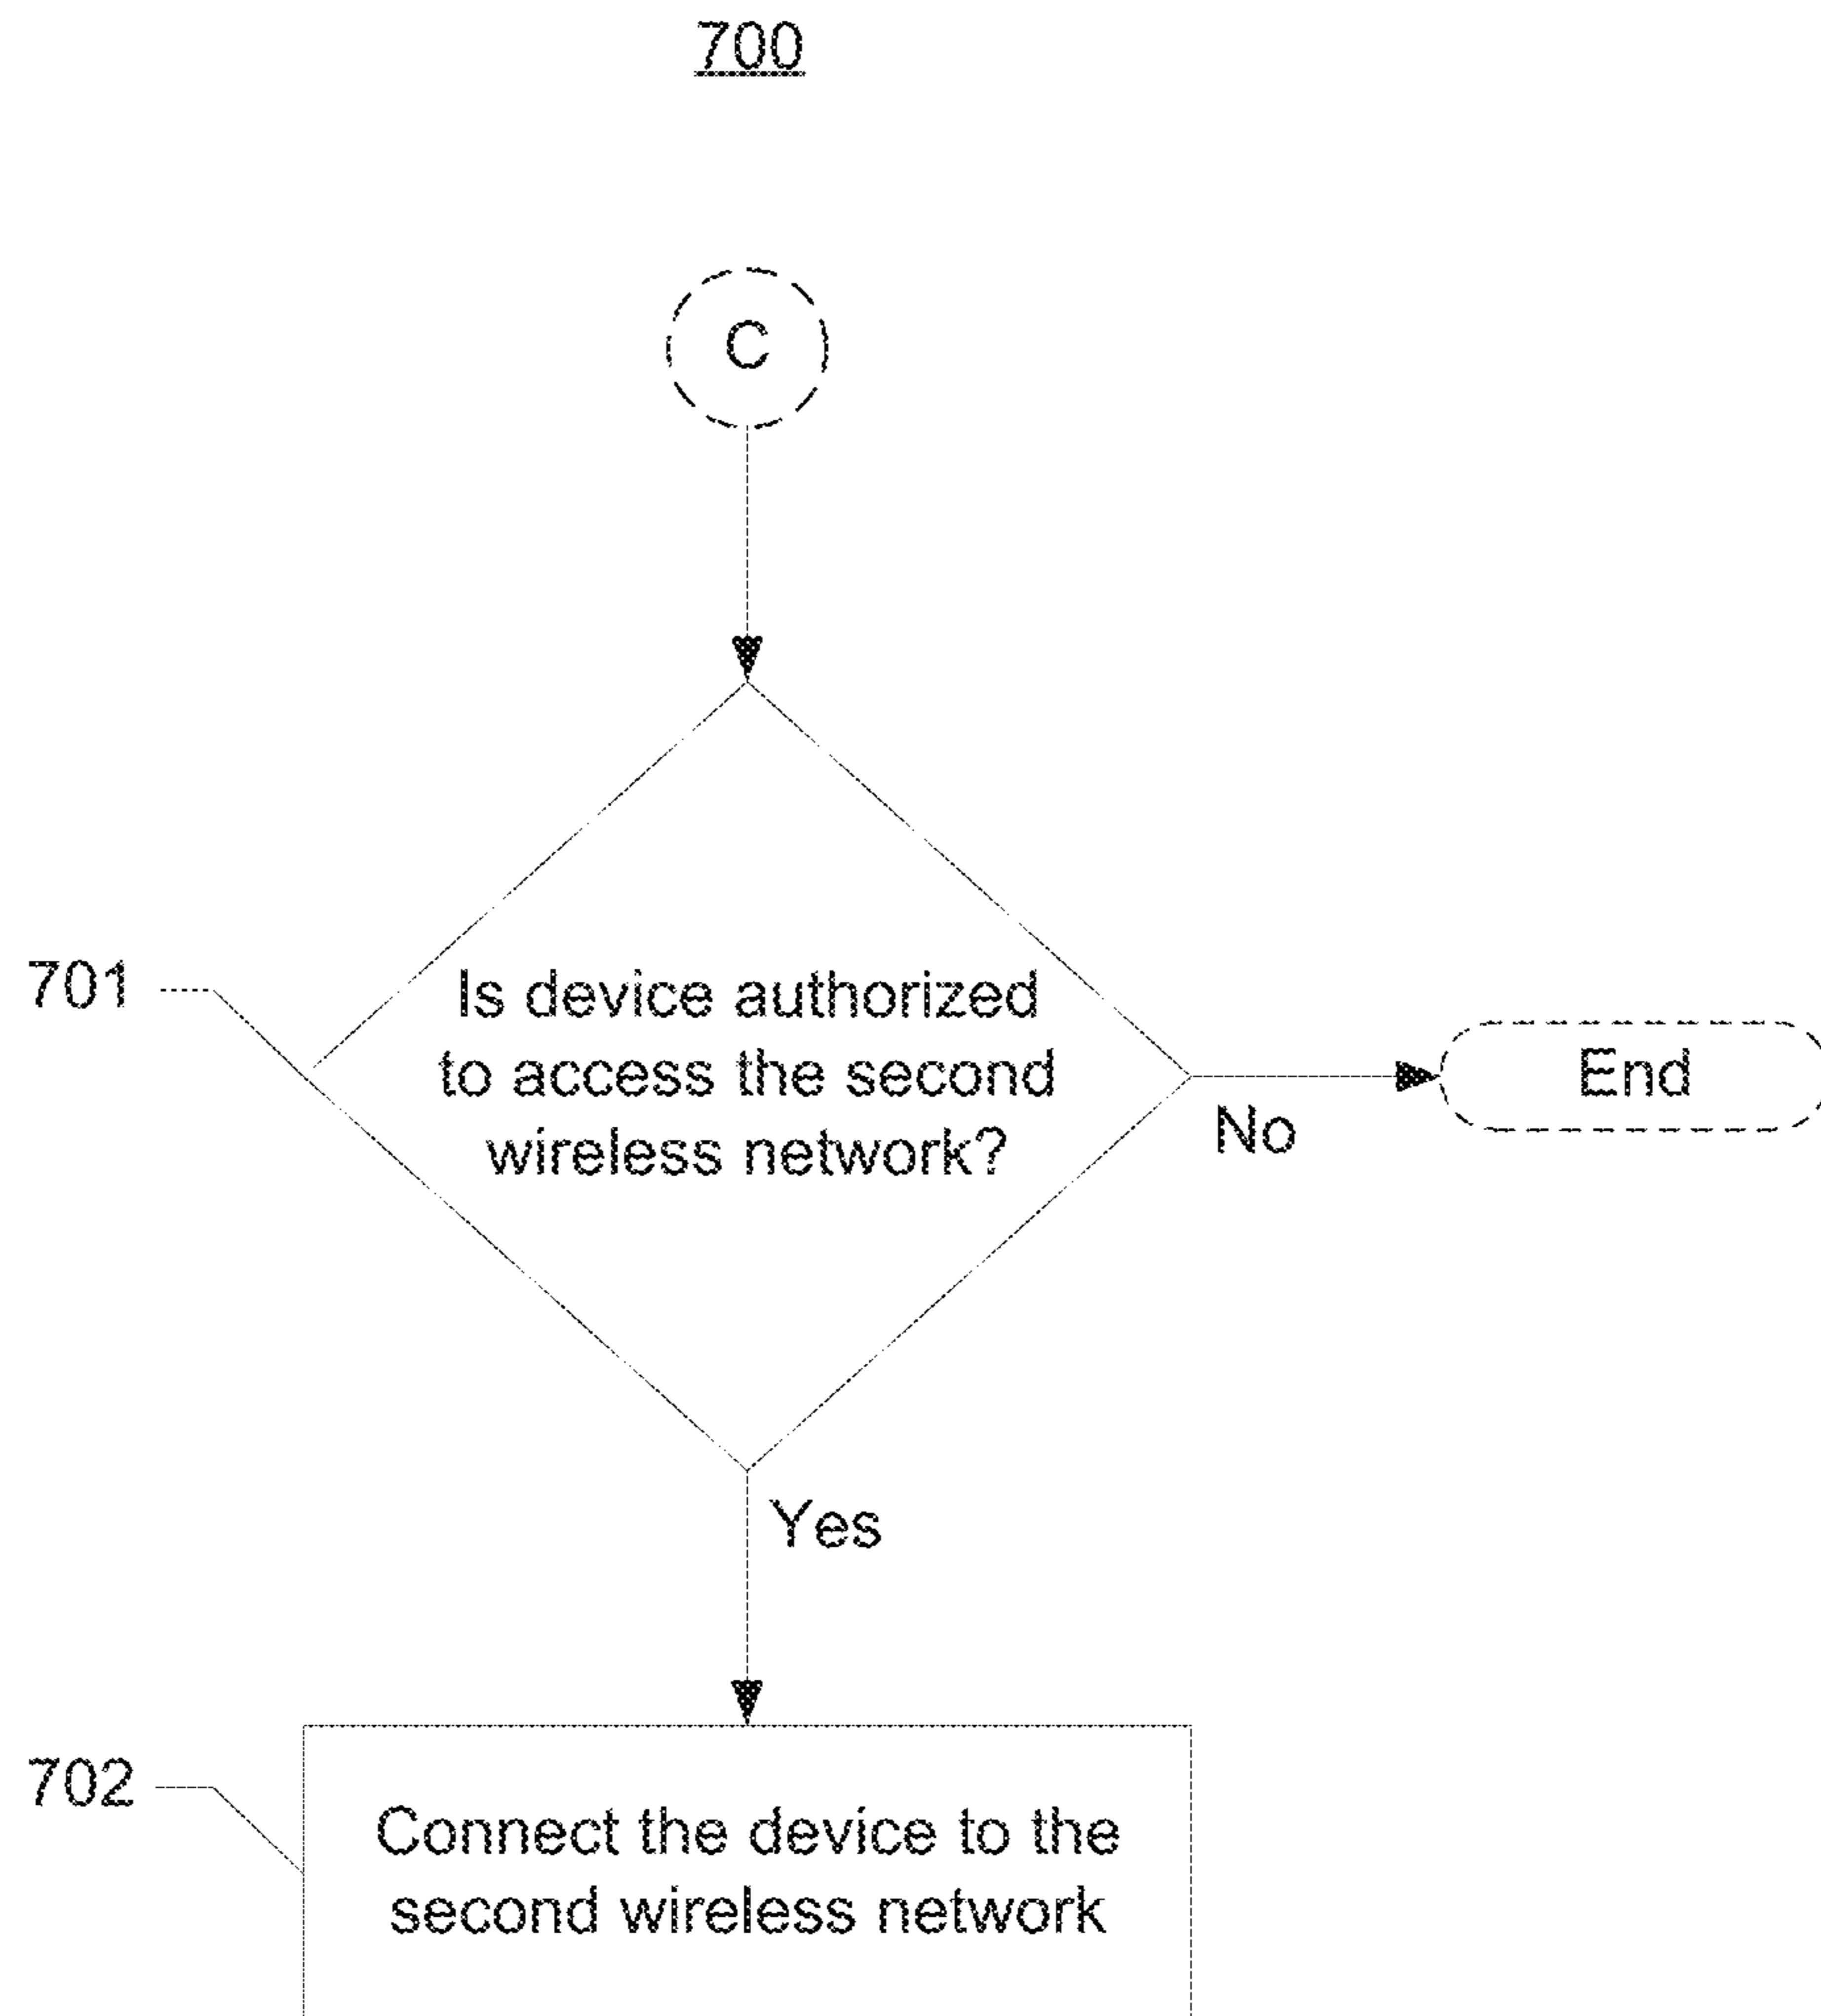 700
C
701
Is device authorized
to access the second
wireless network?
End
No
Yes
702
Connect the device to the
second wireless network